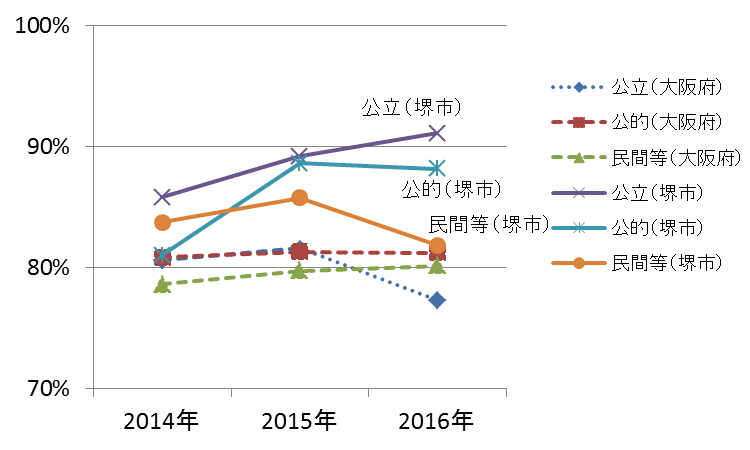 100%
90%
80%
70%
2014年
2015年
2016年
公立(堺市)
公的(堺市)
民間等(堺市)
公立(大阪府)
公的(大阪府)
民間等(大阪府)
公立(堺市)
公的(堺市)
民間等(堺市)